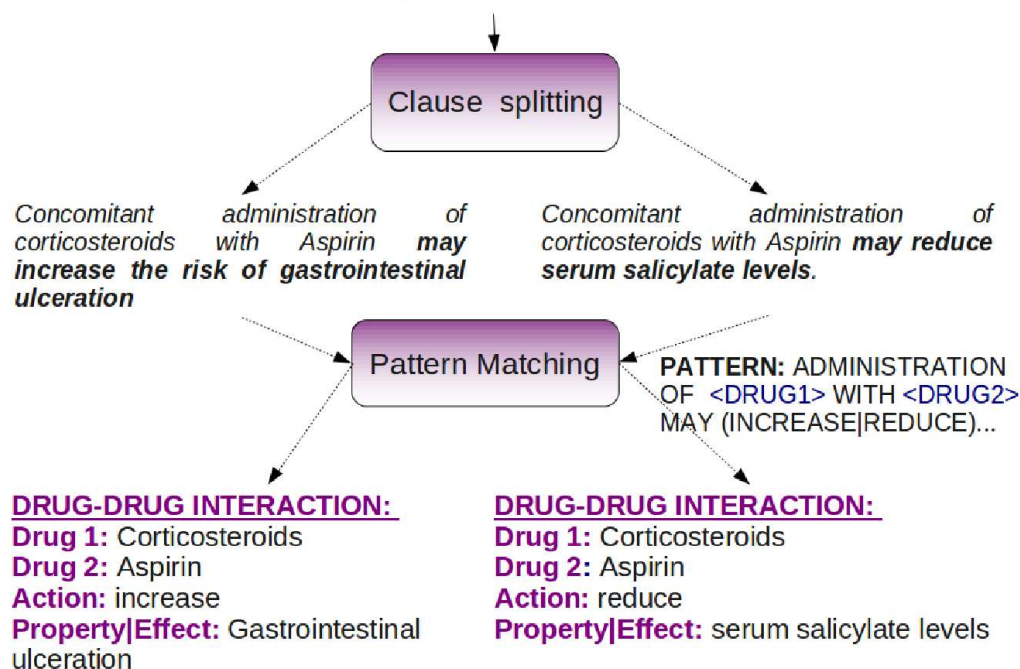 Clause splitting
Concomitant administration of
corticosteroids with Aspirin may
increase the risk of gastrointestinal
ulceration
Concomitant administration of
corticosteroids with Aspirin may reduce
serum salicylate levels.
Pattern Matching
PATTERN: ADMINISTRATION
OF <DRUG1> WITH <DRUG2>
MAY (INCREASE|REDUCE)...
DRUG-DRUG INTERACTION:
Drug 1: Corticosteroids
Drug 2: Aspirin
Action: increase
Property|Effect: Gastrointestinal
ulceration
DRUG-DRUG INTERACTION:
Drug 1: Corticosteroids
Drug 2: Aspirin
Action: reduce
Property|Effect: serum salicylate levels